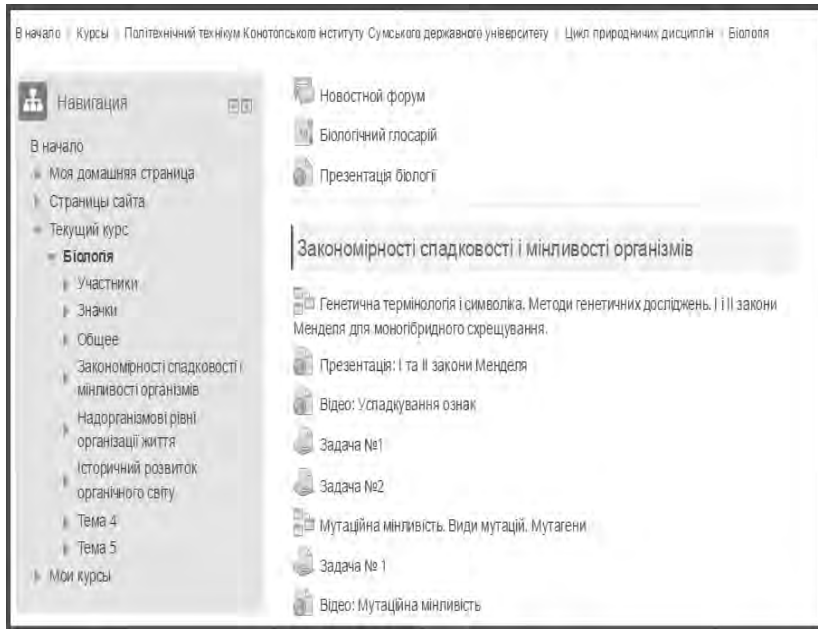 В начало Курсы Політехнічний технікум Конотопського інституту Сумського державного університету Цикл природничих дисциплін Біологія
Навигация
В начало
Моя домашняя страница
Страницы сайта
Текущий курс
Біологія
Участники
Значки
Общее
Закономірності спадковості і
мінливості організмів
Надорганізмові рівні
організації життя
Історичний розвиток
органічного світу
Тема 4
Тема 5
Мои курсы
Новостной форум
Біологічний глосарій
Презентація біології
Закономірності спадковості і мінливості організмів
Генетична термінологія і символіка. Методи генетичних досліджень. І і ІІ закони
Менделя для моногібридного схрещування.
Презентація: І та ІІ закони Менделя
Відео: Успадкування ознак
Задача №1
Задача №2
Мутаційна мінливість. Види мутацій. Мутагени
Задача № 1
Відео: Мутаційна мінливість